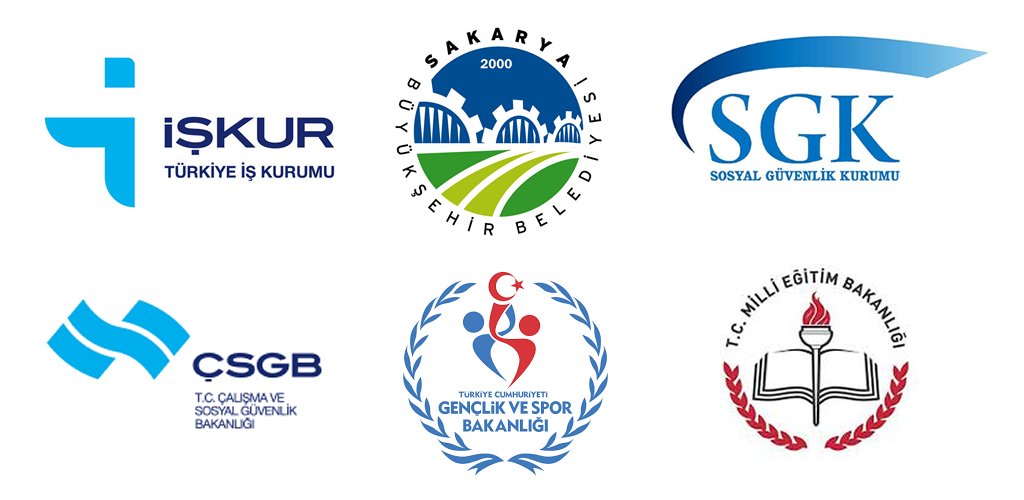 İŞKUR
TÜRKİYE İŞ KURUMU
SAKARYA
2000
BÜYÜKŞEHİR BELEDİYESİ
SGK
SOSYAL GÜVENLİK KURUMU
ÇSGB
T.C. ÇALIŞMA VE
SOSYAL GÜVENLİK
BAKANLIĞI
TÜRKİYE CUMHURİYETİ
GENÇLİK VE SPOR
BAKANLIĞI
T.C. MİLLİ EĞİTİM BAKANLIĞI